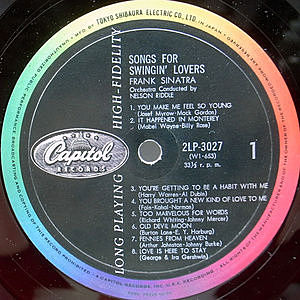 MFD. BY TOKYO SHIBAURA ELECTRIC CO. LTD. JAPAN
SONGS FOR
SWINGIN' LOVERS
FRANK SINATRA
Orchestra Conducted by
NELSON RIDDLE
1. YOU MAKE ME FEEL SO YOUNG
(Josef Myrow-Mack Gordon)
2. IT HAPPENED IN MONTEREY
(Mabel Wayne-Billy Rose)
LONG PLAYING HIGH-FIDELITY
Capitol
RECORDS
2LP-3027
(W1-653)
33⅓ r. p. m.
1
3. YOU'RE GETTING TO BE A HABIT WITH ME
(Harry Warren-Al Dubin)
4. YOU BROUGHT A NEW KIND OF LOVE TO ME
(Fain-Kahal-Norman)
5. TOO MARVELOUS FOR WORDS
(Richard Whiting-Johnny Mercer)
6. OLD DEVIL MOON
(Burton Lane-E. Y. Harburg)
7. PENNIES FROM HEAVEN
(Arthur Johnston-Johnny Burke)
8. LOVE IS HERE TO STAY
(George & Ira Gershwin)